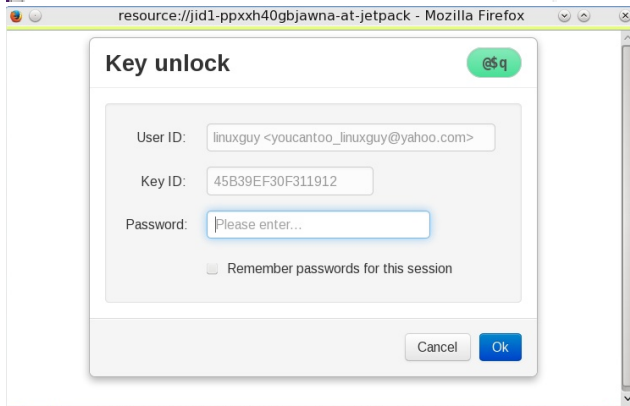 resource://jid1-ppxxh40gbjawna-at-jetpack - Mozilla Firefox
Key unlock
@$q
User ID: linuxguy <youcantoo_linuxguy@yahoo.com>
Key ID: 45B39EF30F311912
Password: Please enter...
Remember passwords for this session
Cancel Ok